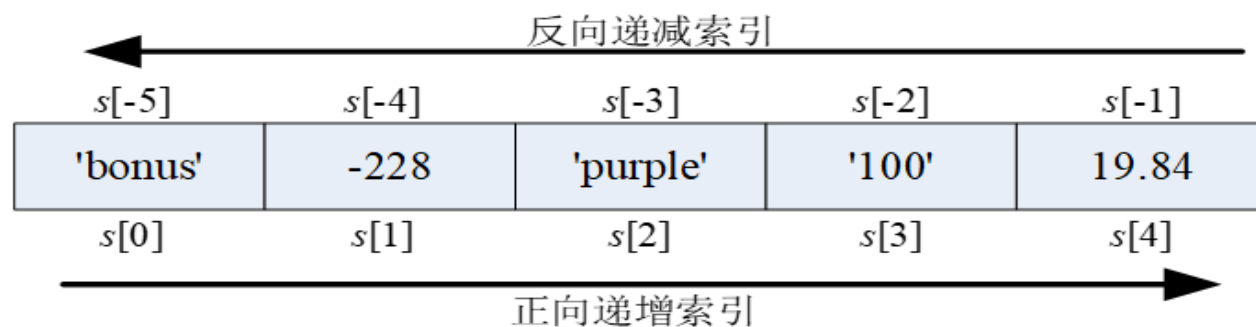 反向递减索引
s[-5] s[-4] s[-3] s[-2] s[-1]
'bonus' -228 'purple' '100' 19.84
s[0] s[1] s[2] s[3] s[4]
正向递增索引